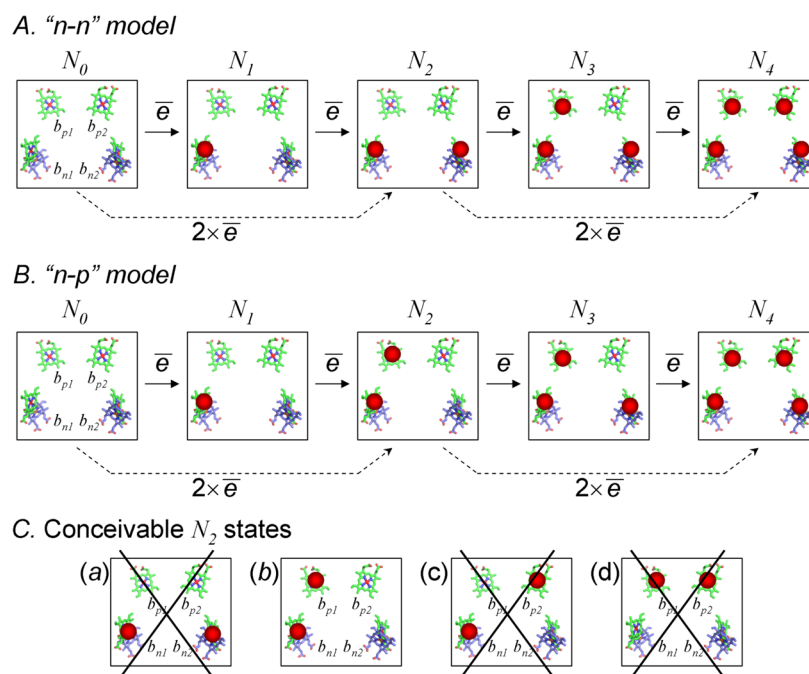 A. “n-n” model
N0 N1 N2 N3 N4
e̅ e̅ e̅ e̅
bp1 bp2
bn1 bn2
2×e̅ 2×e̅
B. “n-p” model
N0 N1 N2 N3 N4
e̅ e̅ e̅ e̅
bp1 bp2
bn1 bn2
2×e̅ 2×e̅
C. Conceivable N2 states
(a) (b) (c) (d)
bp1 bp2 bp1 bp2 bp1 bp2 bp1 bp2
bn1 bn2 bn1 bn2 bn1 bn2 bn1 bn2